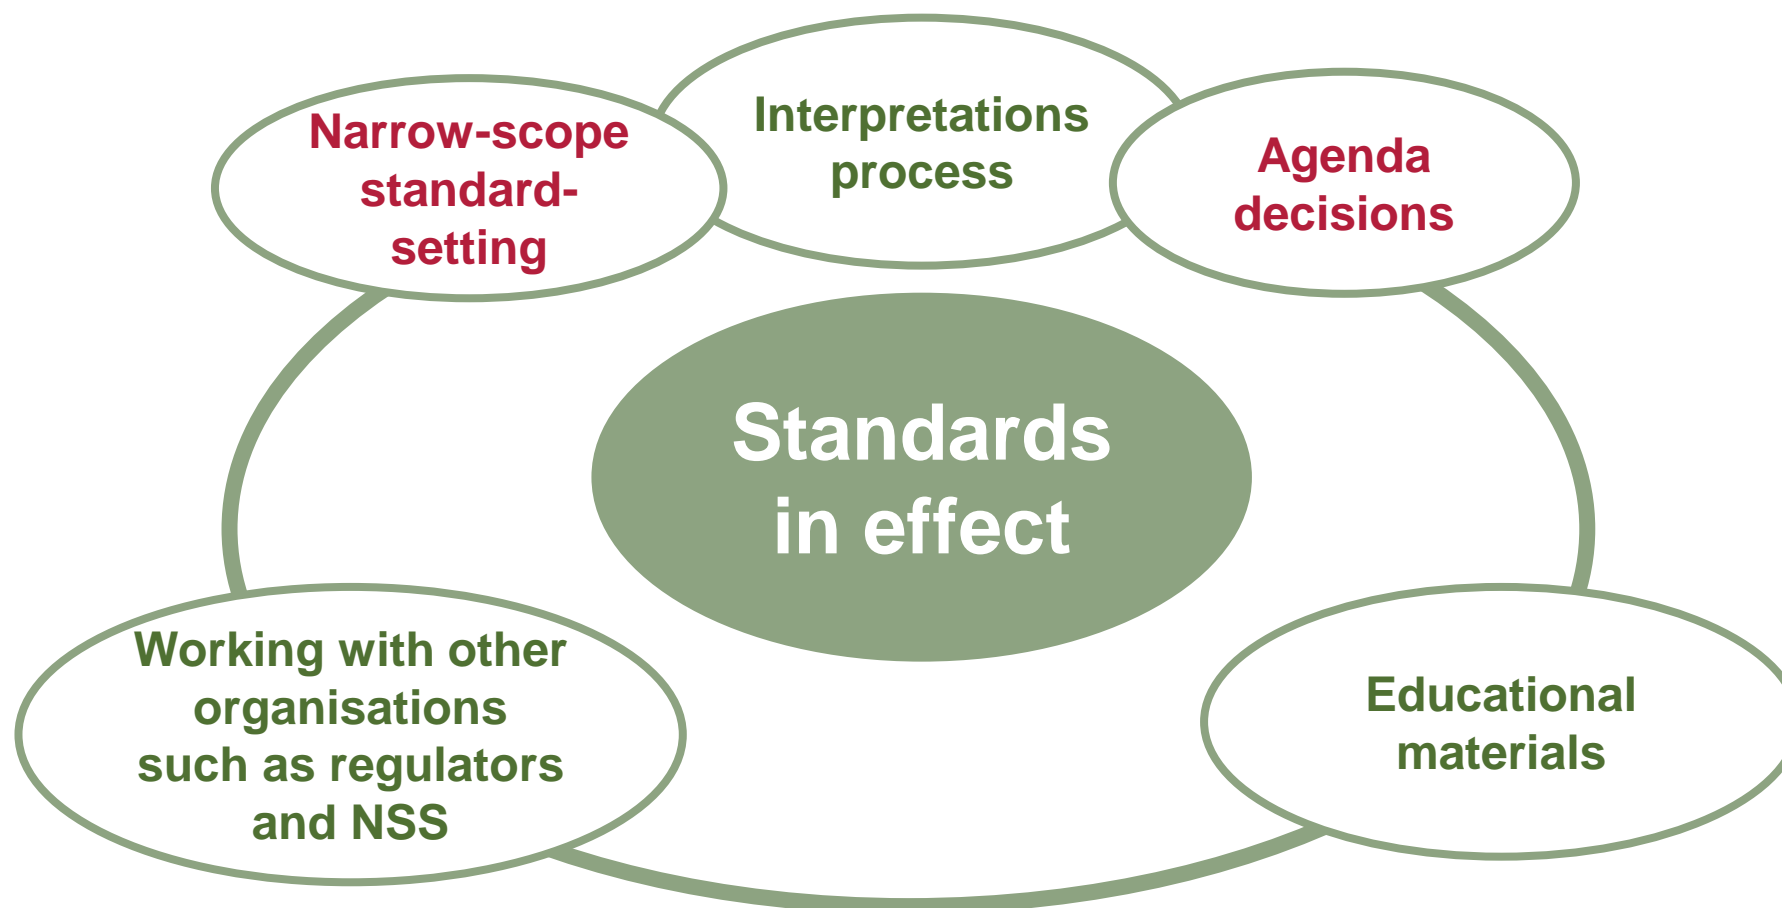 Interpretations
process
Narrow-scope
standard-
setting
Agenda
decisions
Standards
in effect
Working with other
organisations
such as regulators
and NSS
Educational
materials